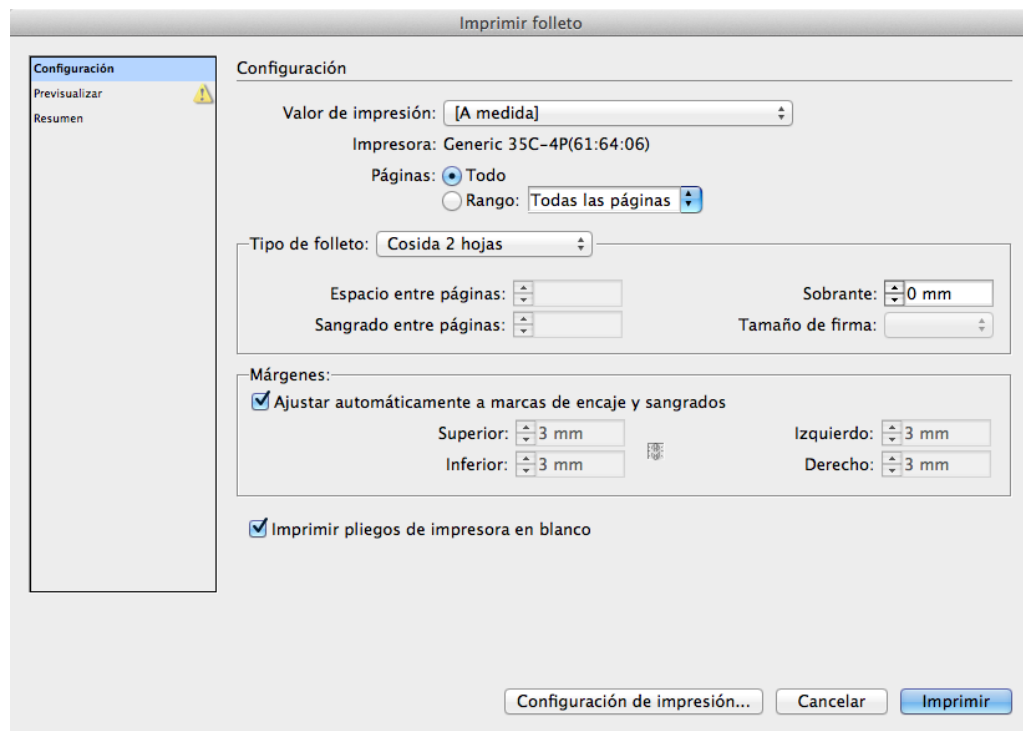 Imprimir folleto
Configuración
Previsualizar
Resumen
Configuración
Valor de impresión: [A medida]
Impresora: Generic 35C-4P(61:64:06)
Páginas: Todo
Rango: Todas las páginas
Tipo de folleto: Cosida 2 hojas
Espacio entre páginas:
Sobrante: 0 mm
Sangrado entre páginas:
Tamaño de firma:
Márgenes:
Ajustar automáticamente a marcas de encaje y sangrados
Superior: 3 mm
Izquierdo: 3 mm
Inferior: 3 mm
Derecho: 3 mm
Imprimir pliegos de impresora en blanco
Configuración de impresión... Cancelar Imprimir